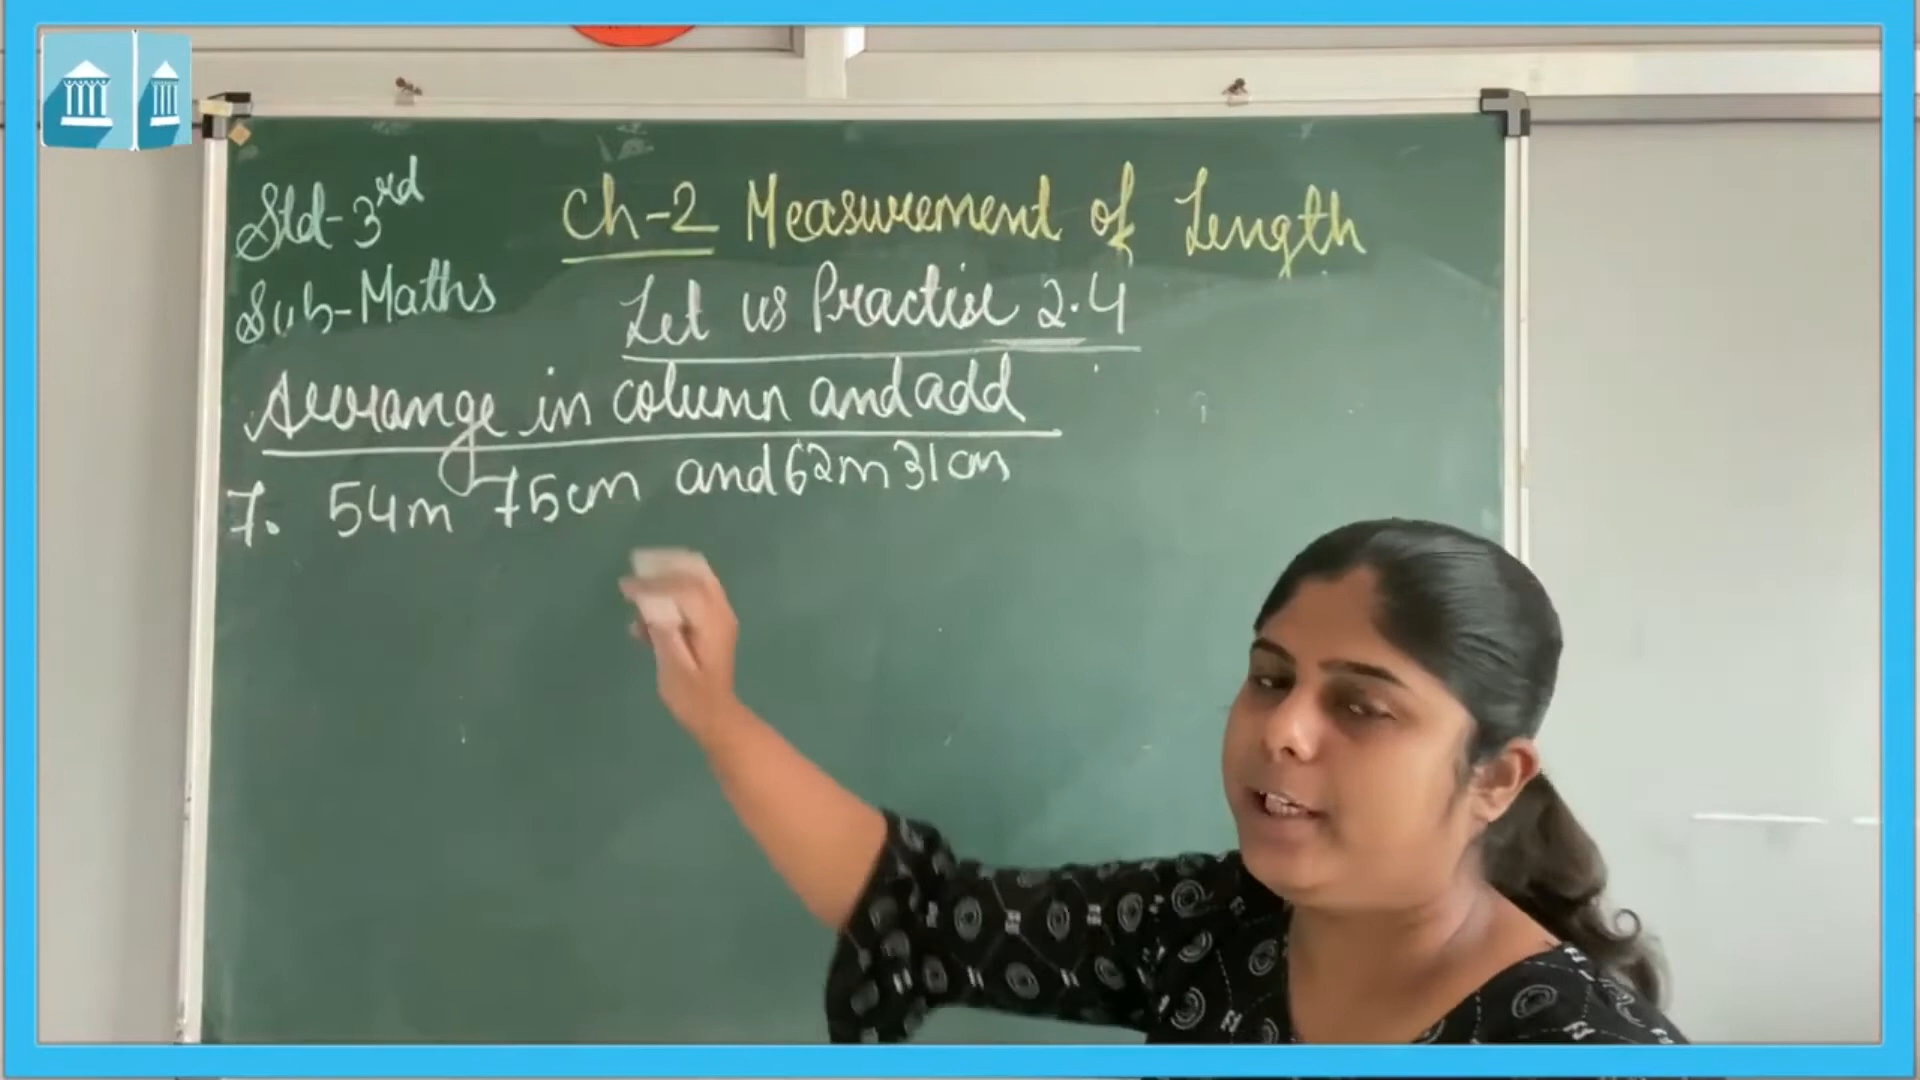 Std-3rd
Ch-2 Measurement of Length
Sub-Maths
Let us Practise 2.4
Arrange in column and add
7. 54m 75cm and 62m 31cm